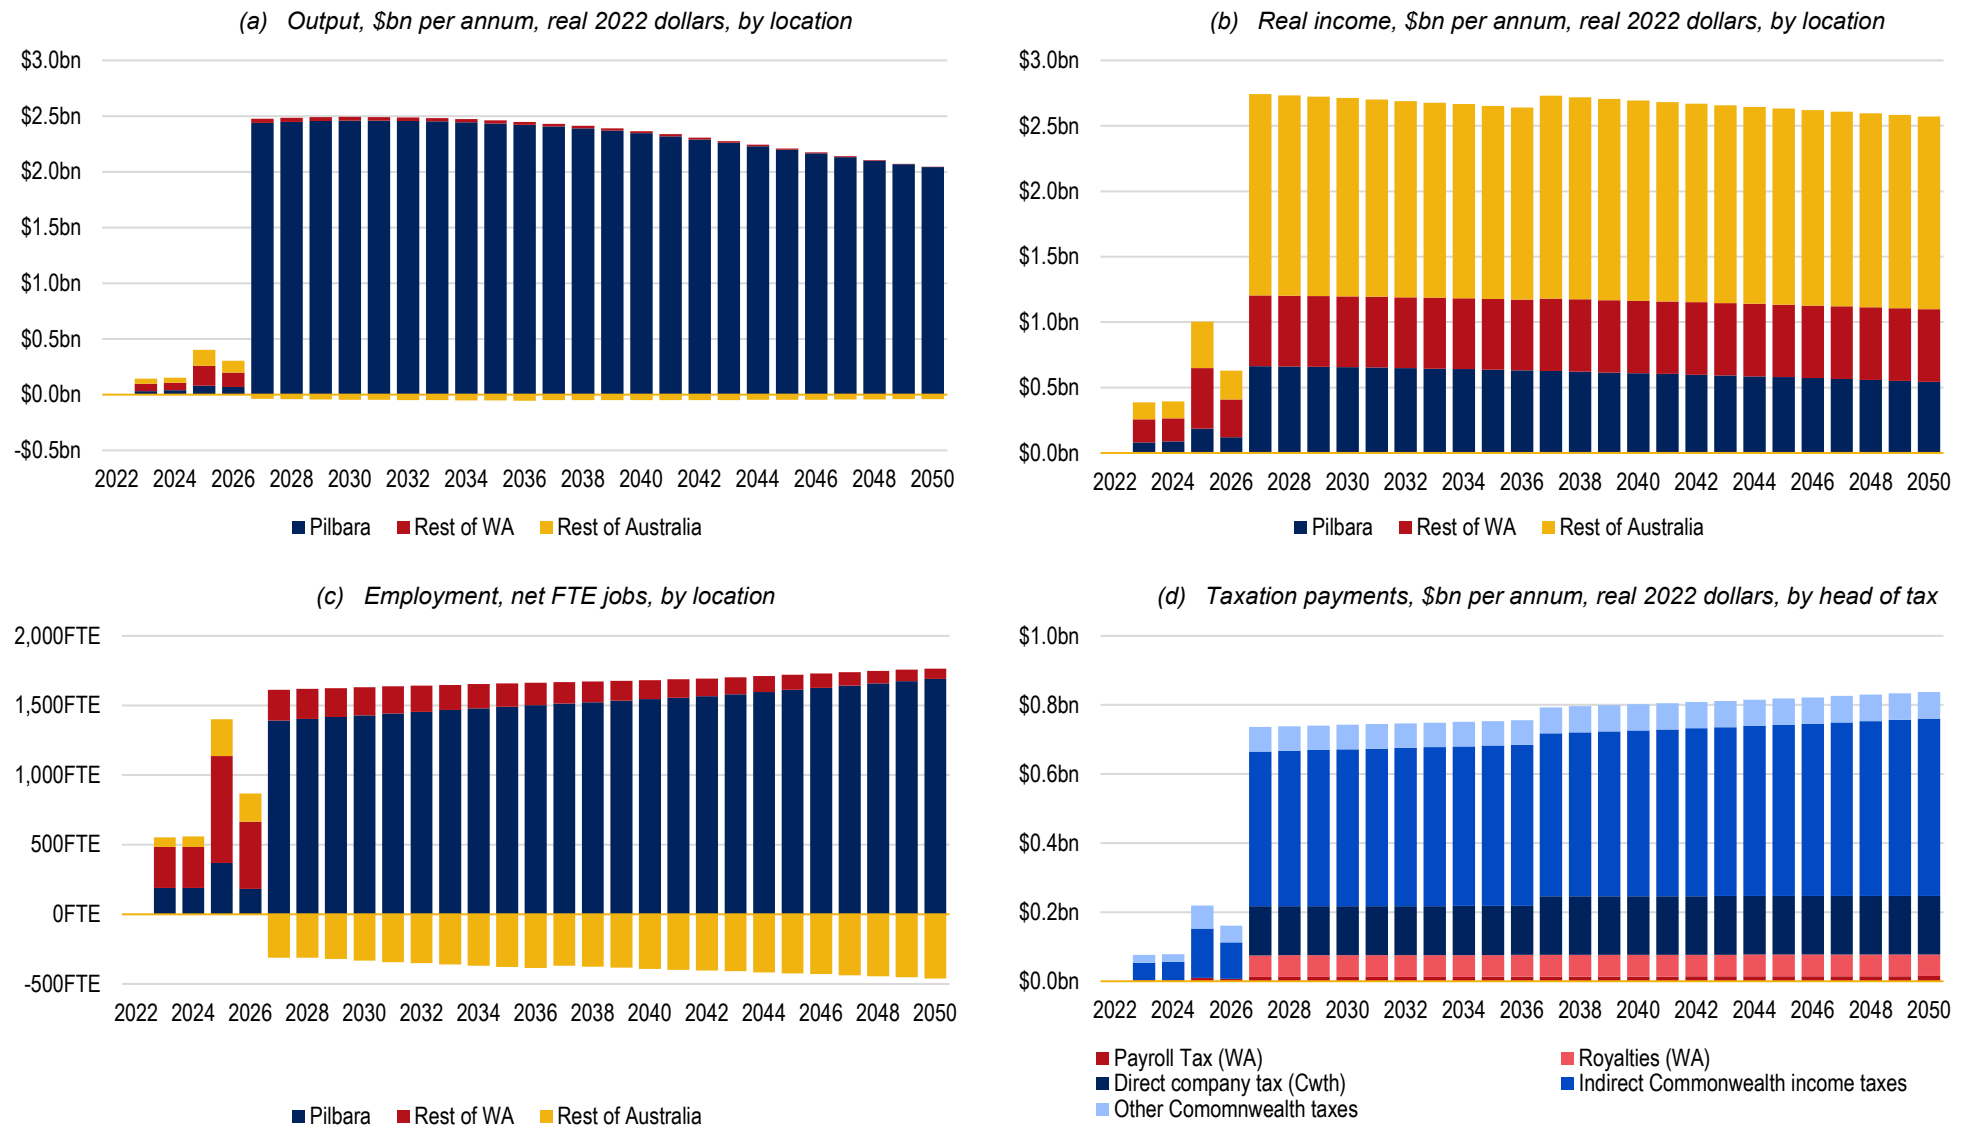 (a) Output, $bn per annum, real 2022 dollars, by location
$3.0bn
$2.5bn
$2.0bn
$1.5bn
$1.0bn
$0.5bn
$0.0bn
-$0.5bn
2022 2024 2026 2028 2030 2032 2034 2036 2038 2040 2042 2044 2046 2048 2050
Pilbara Rest of WA Rest of Australia
(b) Real income, $bn per annum, real 2022 dollars, by location
$3.0bn
$2.5bn
$2.0bn
$1.5bn
$1.0bn
$0.5bn
$0.0bn
2022 2024 2026 2028 2030 2032 2034 2036 2038 2040 2042 2044 2046 2048 2050
Pilbara Rest of WA Rest of Australia
(c) Employment, net FTE jobs, by location
2,000FTE
1,500FTE
1,000FTE
500FTE
0FTE
-500FTE
2022 2024 2026 2028 2030 2032 2034 2036 2038 2040 2042 2044 2046 2048 2050
Pilbara Rest of WA Rest of Australia
(d) Taxation payments, $bn per annum, real 2022 dollars, by head of tax
$1.0bn
$0.8bn
$0.6bn
$0.4bn
$0.2bn
$0.0bn
2022 2024 2026 2028 2030 2032 2034 2036 2038 2040 2042 2044 2046 2048 2050
Payroll Tax (WA) Royalties (WA)
Direct company tax (Cwth) Indirect Commonwealth income taxes
Other Comomnwealth taxes